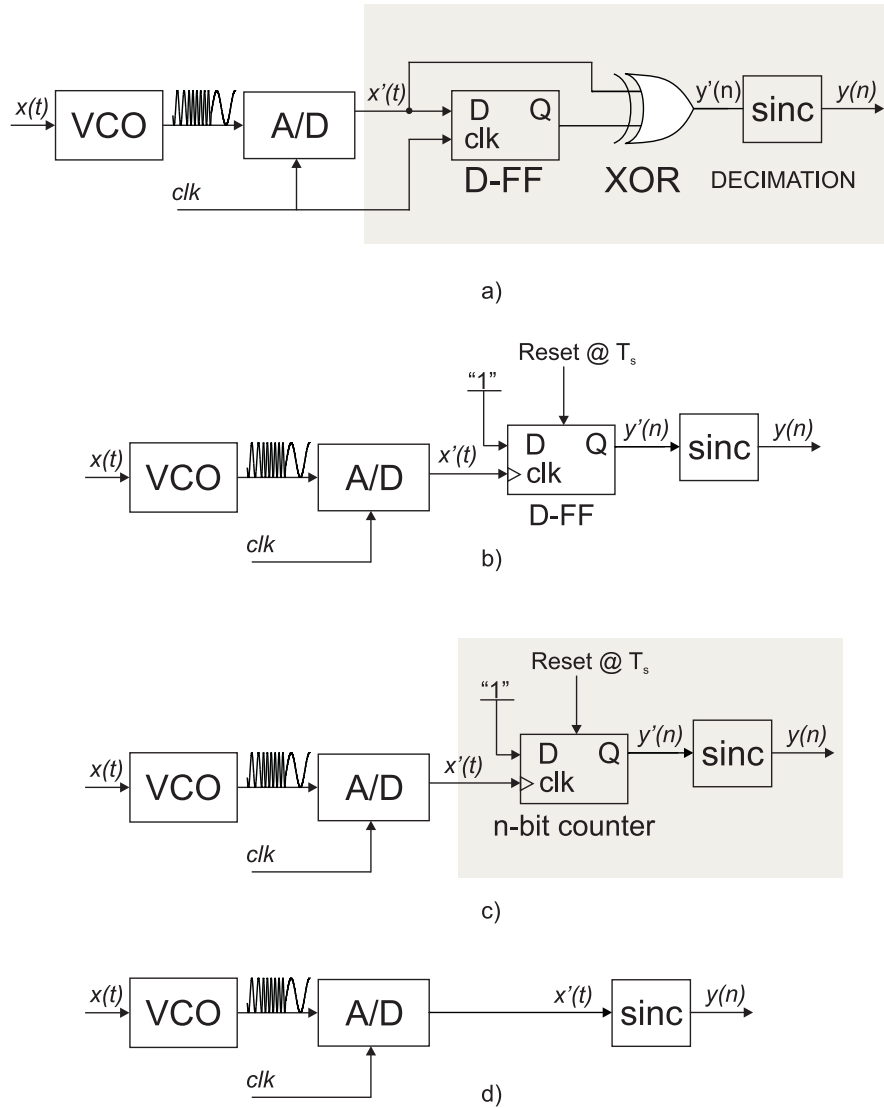 x(t)
VCO
A/D
x'(t)
D Q
clk
D-FF
XOR
y'(n)
sinc
y(n)
DECIMATION
clk
a)
Reset @ Ts
"1"
x(t)
VCO
A/D
x'(t)
D Q
clk
D-FF
y'(n)
sinc
y(n)
clk
b)
Reset @ Ts
"1"
x(t)
VCO
A/D
x'(t)
D Q
clk
n-bit counter
y'(n)
sinc
y(n)
clk
c)
x(t)
VCO
A/D
x'(t)
sinc
y(n)
clk
d)